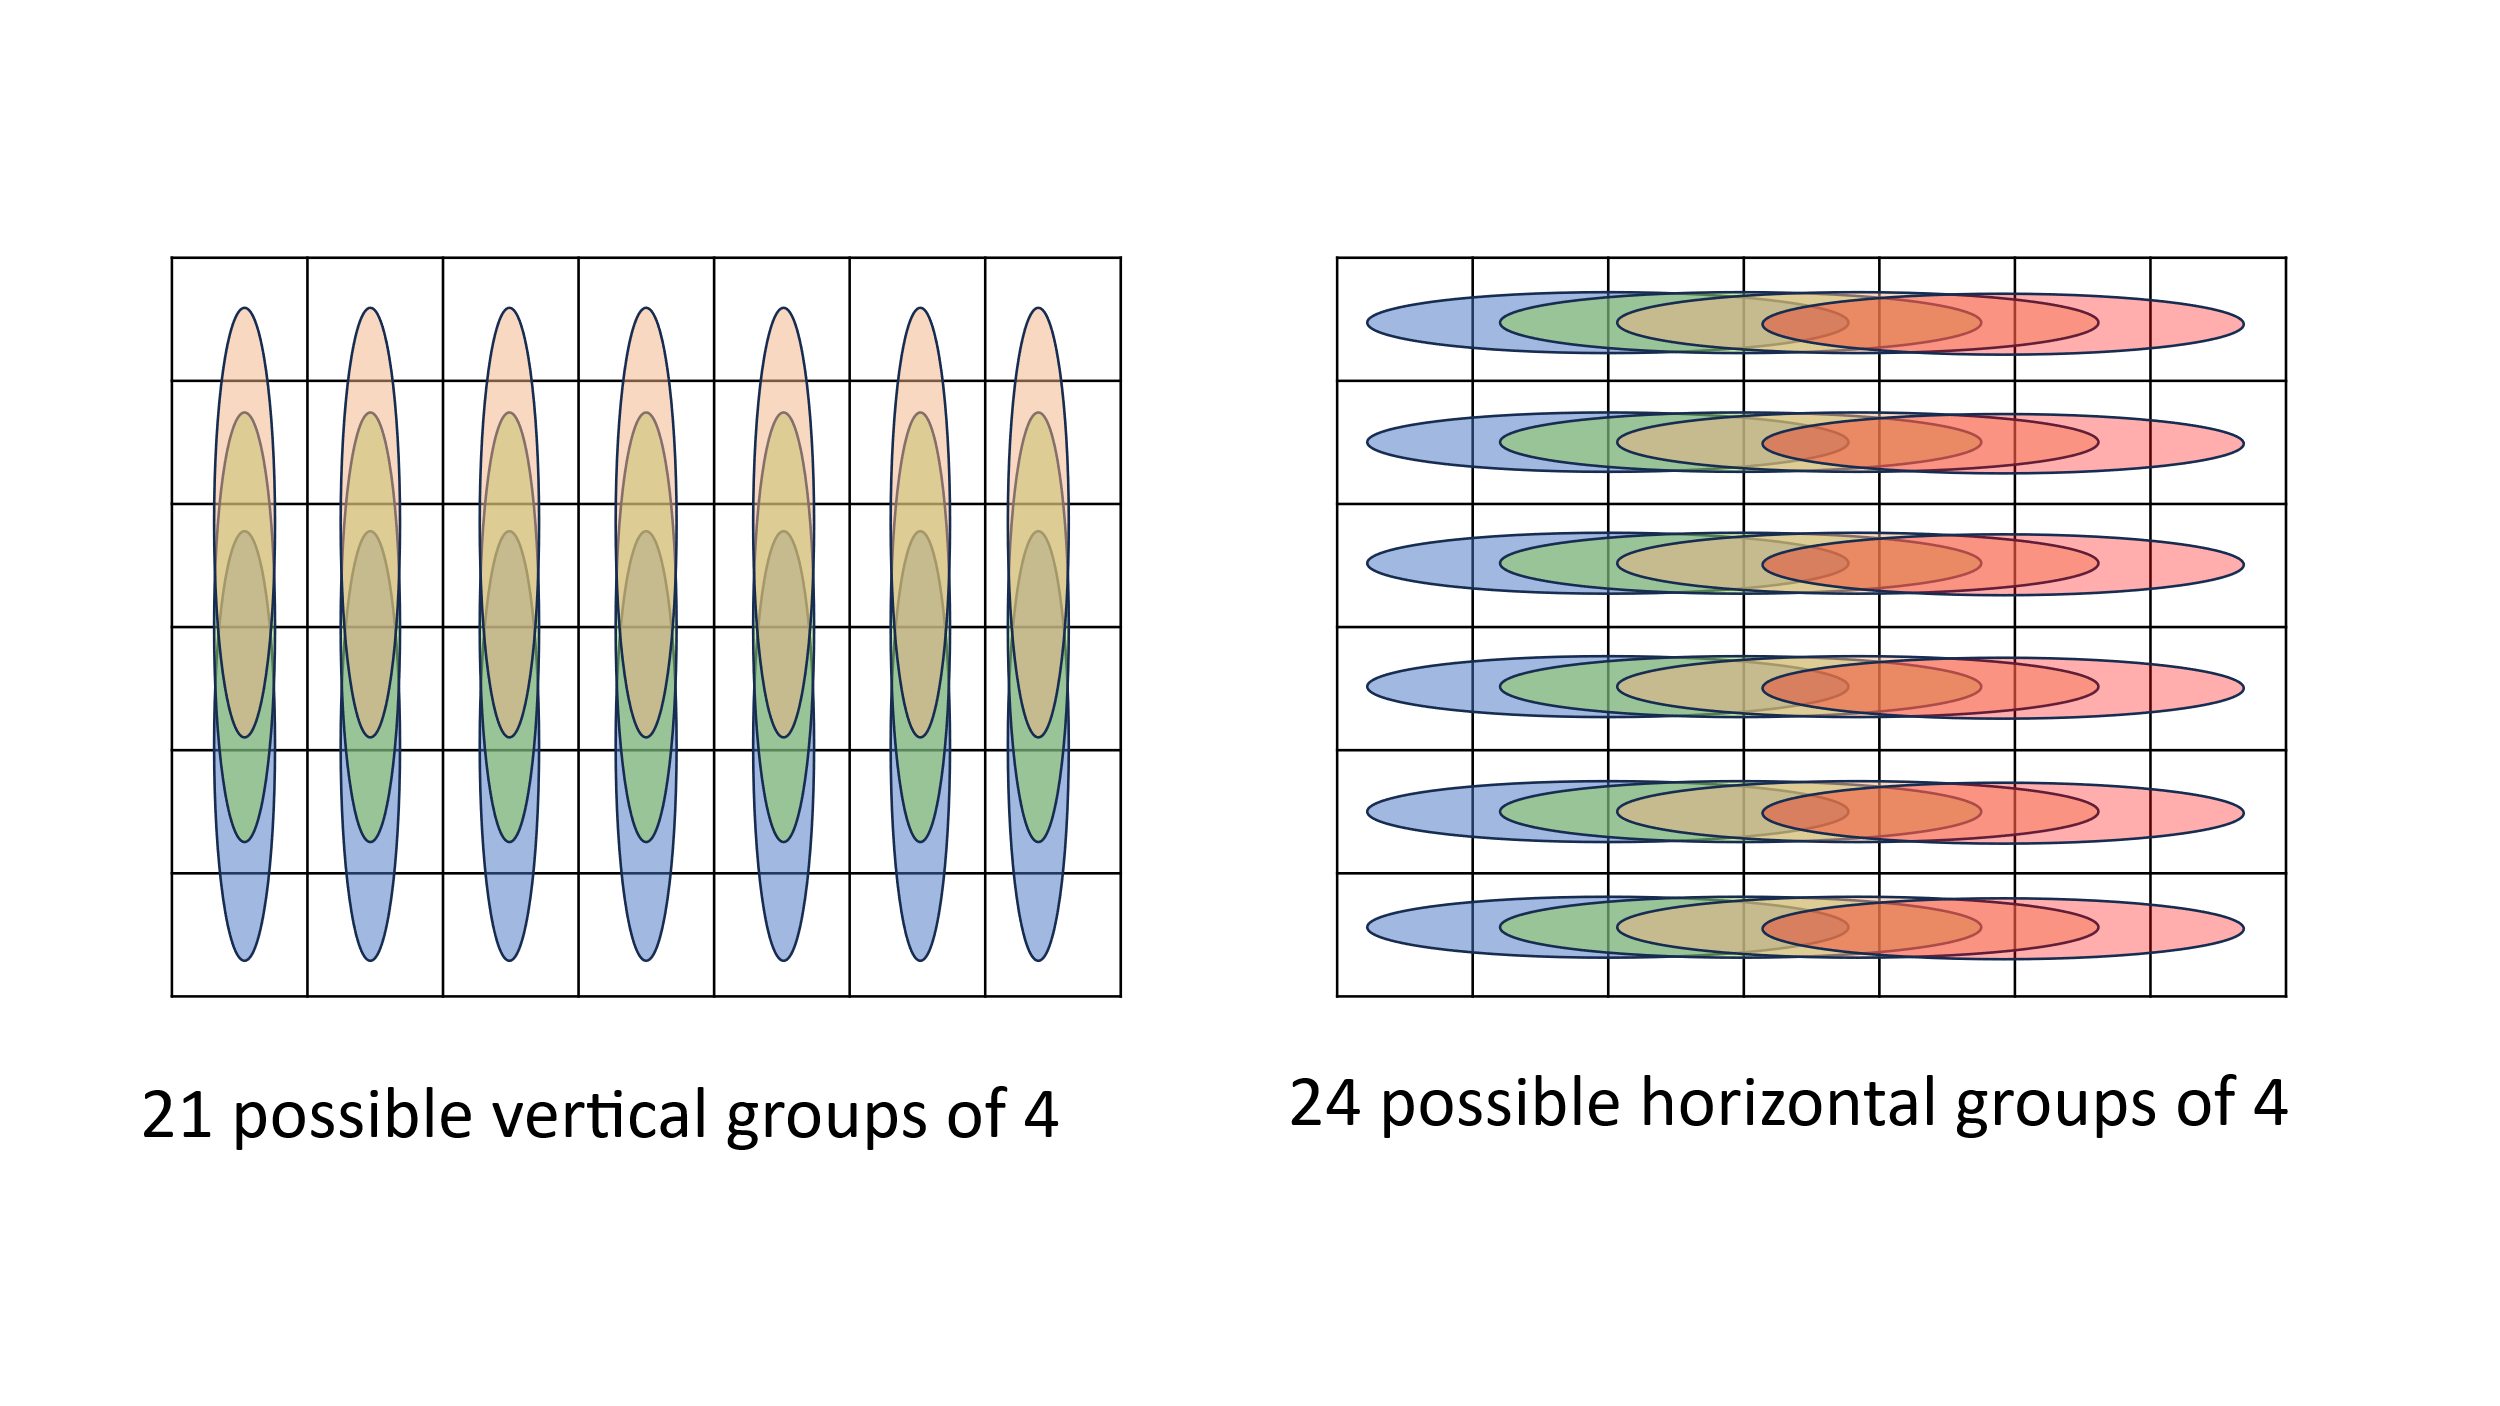 21 possible vertical groups of 4
24 possible horizontal groups of 4